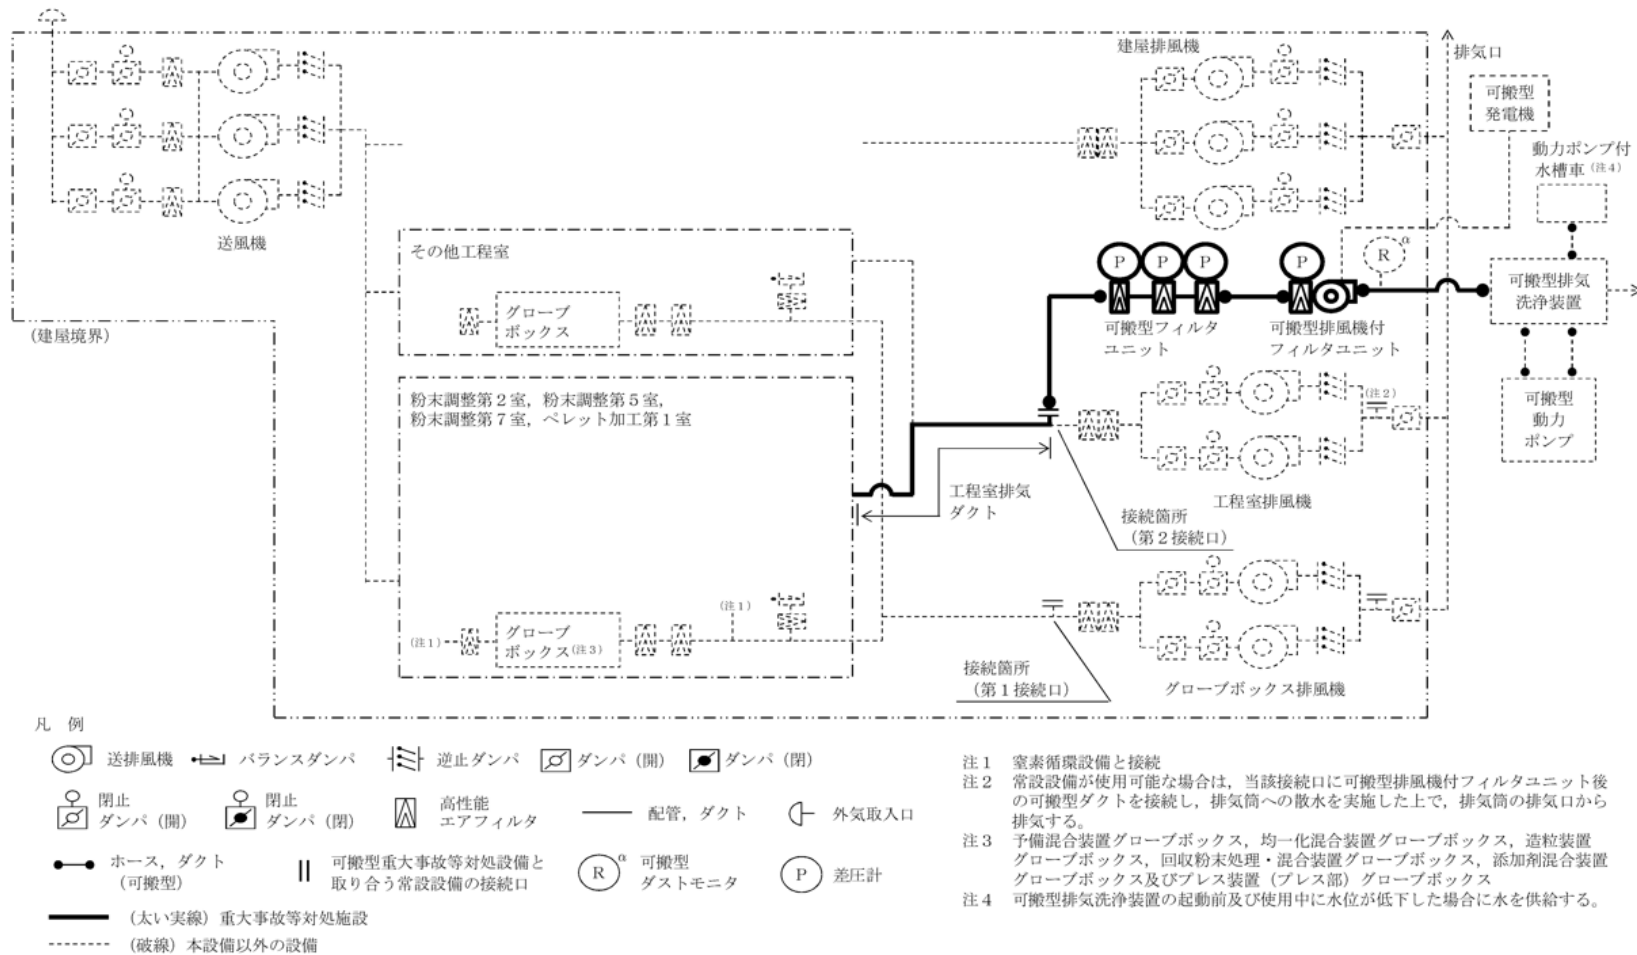 建屋排風機
排気口
可搬型
発電機
動力ポンプ付
水槽車(注4)
送風機
その他工程室
グローブ
ボックス
(建屋境界)
P
P
P
P
R
α
可搬型フィルタ
ユニット
可搬型排風機付
フィルタユニット
可搬型排気
洗浄装置
可搬型
動力
ポンプ
粉末調整第2室，粉末調整第5室，
粉末調整第7室，ペレット加工第1室
(注2)
工程室排気
ダクト
工程室排風機
接続箇所
(第2接続口)
(注1)
(注1)
グローブ
ボックス(注3)
接続箇所
(第1接続口)
グローブボックス排風機
凡 例
送排風機
バランスダンパ
逆止ダンパ
ダンパ（開）
ダンパ（閉）
閉止
ダンパ（開）
閉止
ダンパ（閉）
高性能
エアフィルタ
配管，ダクト
外気取入口
ホース，ダクト
（可搬型）
可搬型重大事故等対処設備と
取り合う常設設備の接続口
R
α
可搬型
ダストモニタ
P
差圧計
（太い実線）重大事故等対処施設
（破線）本設備以外の設備
注1 窒素循環設備と接続
注2 常設設備が使用可能な場合は，当該接続口に可搬型排風機付フィルタユニット後
の可搬型ダクトを接続し，排気筒への散水を実施した上で，排気筒の排気口から
排気する。
注3 予備混合装置グローブボックス，均一化混合装置グローブボックス，造粒装置
グローブボックス，回収粉末処理・混合装置グローブボックス，添加剤混合装置
グローブボックス及びプレス装置（プレス部）グローブボックス
注4 可搬型排気洗浄装置の起動前及び使用中に水位が低下した場合に水を供給する。